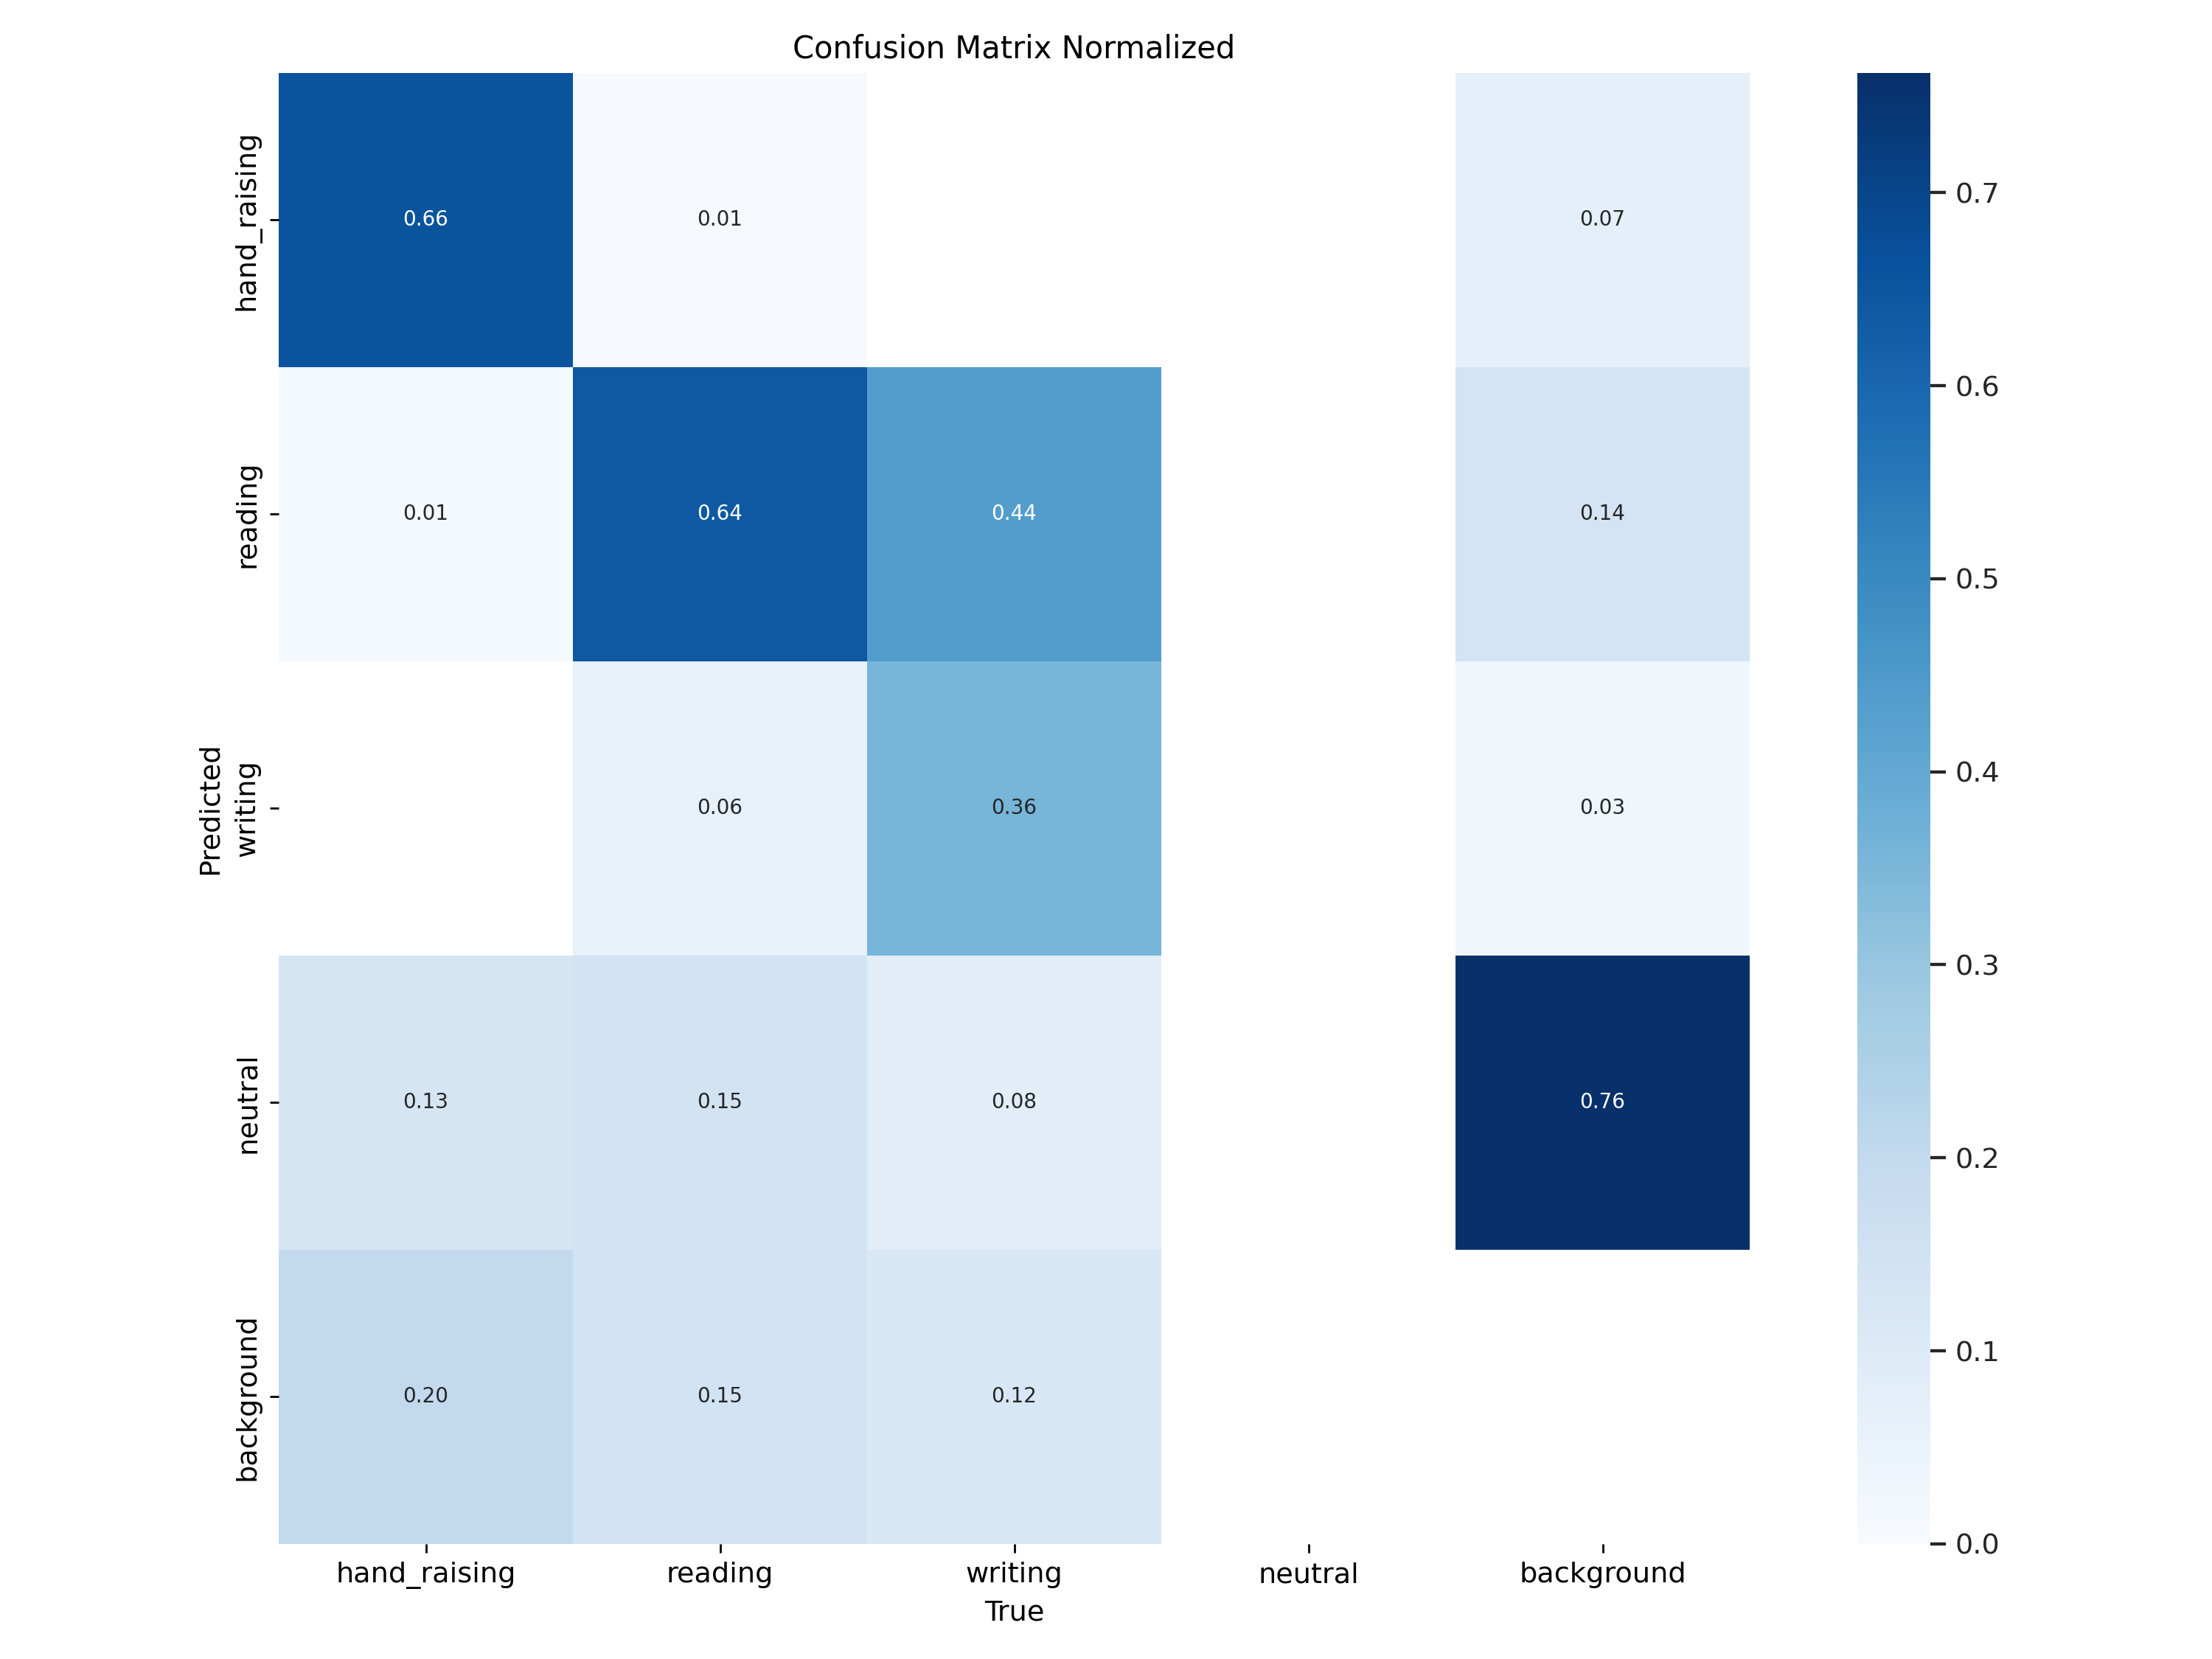 Confusion Matrix Normalized
hand_raising
0.66
0.01
0.07
0.7
0.6
reading
0.01
0.64
0.44
0.14
0.5
Predicted
writing
0.06
0.36
0.03
0.4
0.3
neutral
0.13
0.15
0.08
0.76
0.2
background
0.20
0.15
0.12
0.1
0.0
hand_raising
reading
writing
neutral
background
True